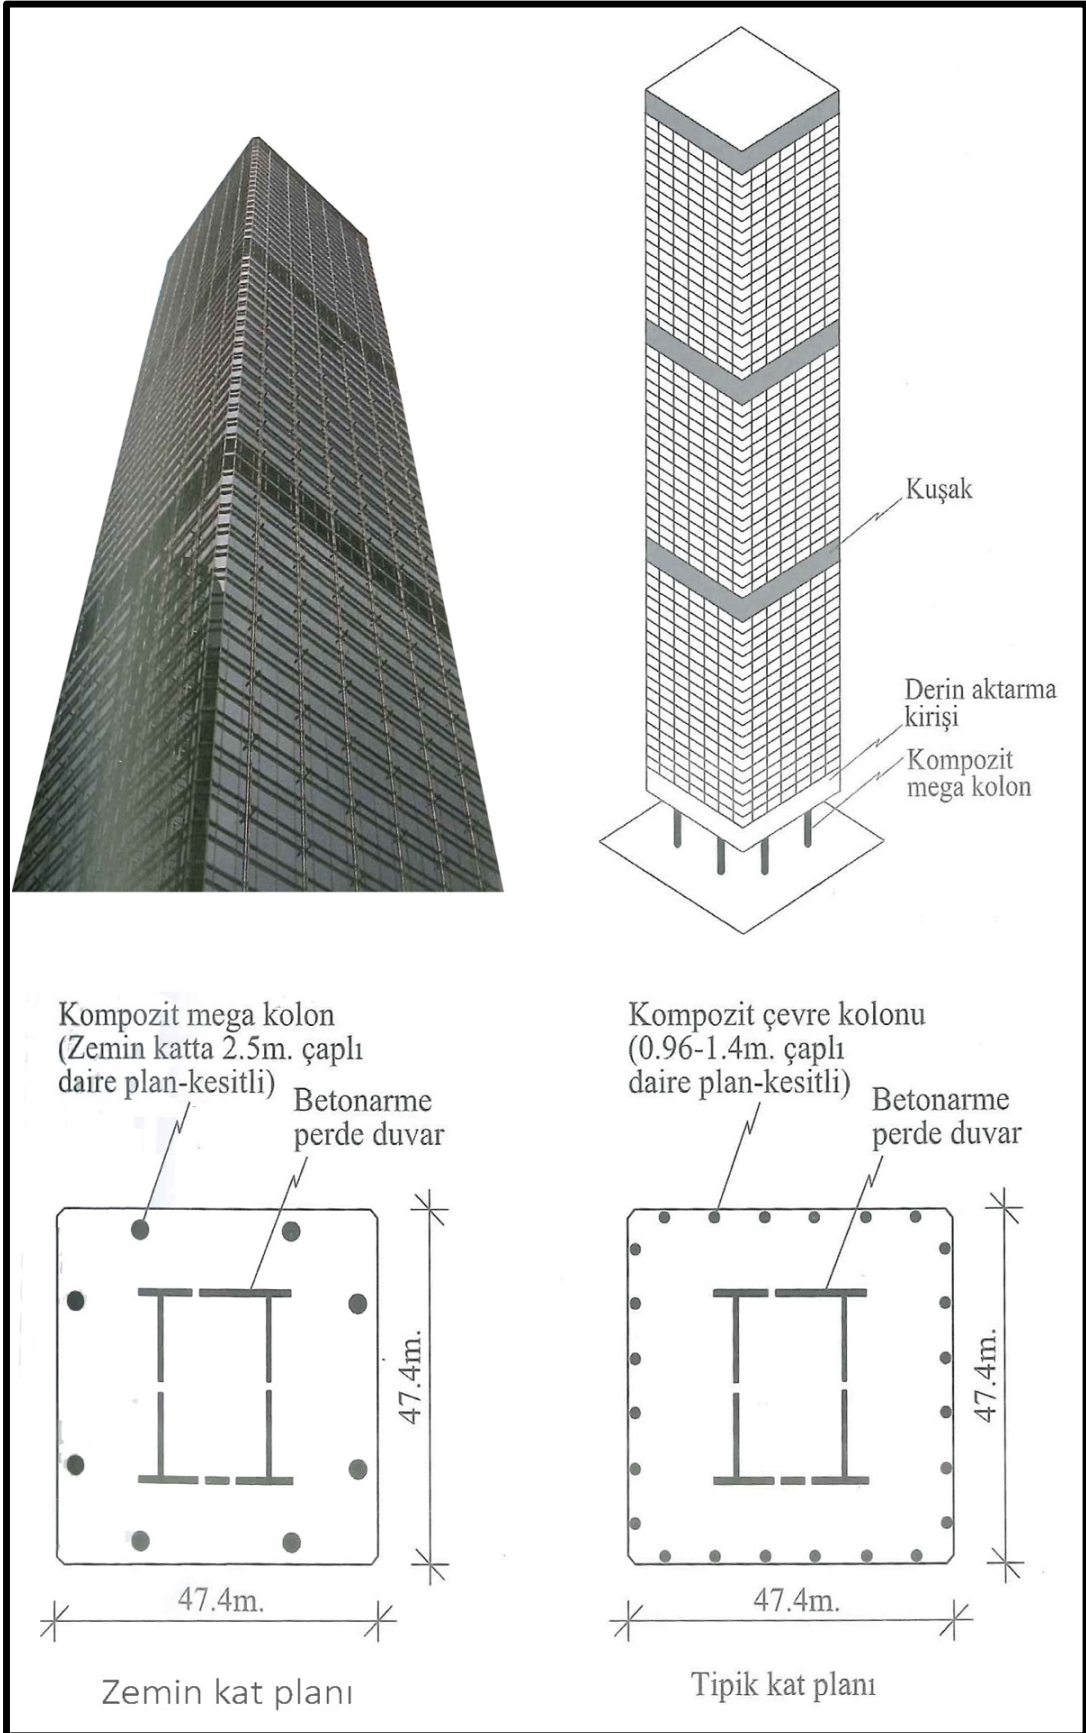 Kuşak
Derin aktarma
kirişi
Kompozit
mega kolon
Kompozit mega kolon
(Zemin katta 2.5m. çaplı
daire plan-kesitli)
Betonarme
perde duvar
47.4m.
47.4m.
Zemin kat planı
Kompozit çevre kolonu
(0.96-1.4m. çaplı
daire plan-kesitli)
Betonarme
perde duvar
47.4m.
47.4m.
Tipik kat planı